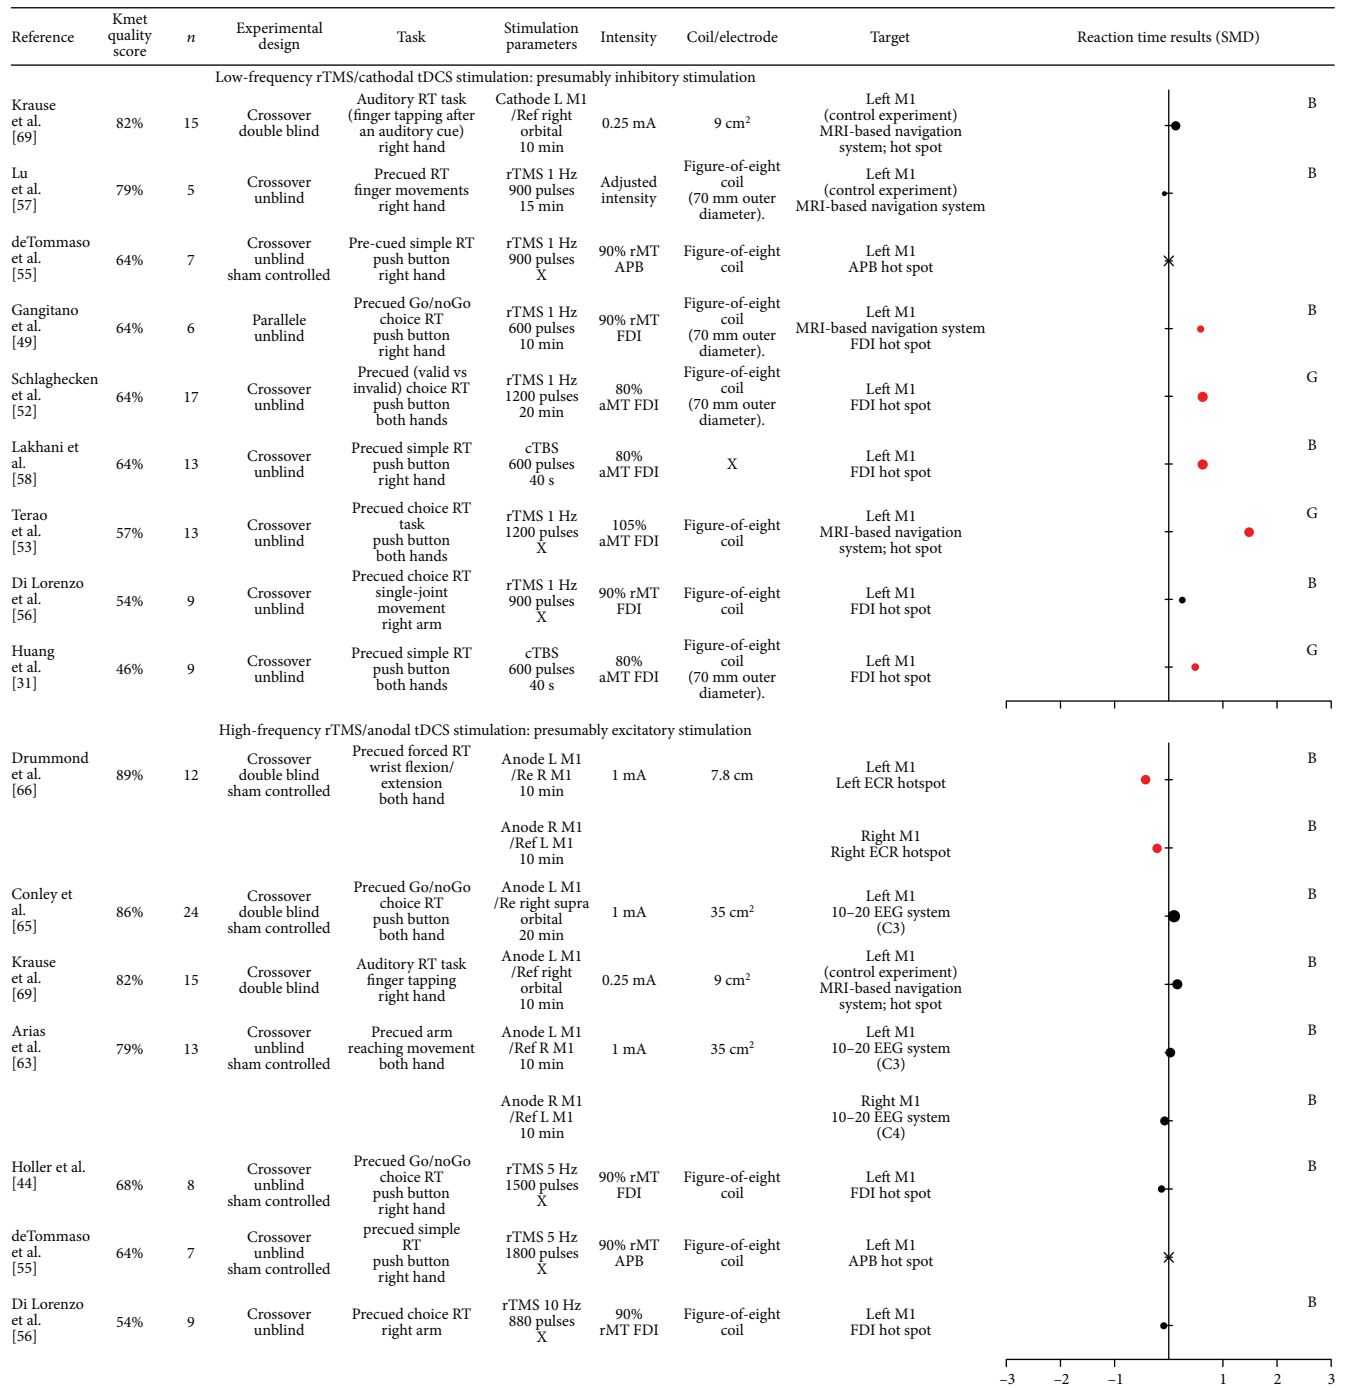 Reference
Kmet
quality
score
n
Experimental
design
Task
Stimulation
parameters
Intensity
Coil/electrode
Target
Reaction time results (SMD)
Low-frequency rTMS/cathodal tDCS stimulation: presumably inhibitory stimulation
Krause
et al.
[69]
82%
15
Crossover
double blind
Auditory RT task
(finger tapping after
an auditory cue)
right hand
Cathode L M1
/Ref right
orbital
10 min
0.25 mA
9 cm²
Left M1
(control experiment)
MRI-based navigation
system; hot spot
B
Lu
et al.
[57]
79%
5
Crossover
unblind
Precued RT
finger movements
right hand
rTMS 1 Hz
900 pulses
15 min
Adjusted
intensity
Figure-of-eight
coil
(70 mm outer
diameter).
Left M1
(control experiment)
MRI-based navigation system
B
deTommaso
et al.
[55]
64%
7
Crossover
unblind
sham controlled
Pre-cued simple RT
push button
right hand
rTMS 1 Hz
900 pulses
X
90% rMT
APB
Figure-of-eight
coil
Left M1
APB hot spot
Gangitano
et al.
[49]
64%
6
Parallele
unblind
Precued Go/noGo
choice RT
push button
right hand
rTMS 1 Hz
600 pulses
10 min
90% rMT
FDI
Figure-of-eight
coil
(70 mm outer
diameter).
Left M1
MRI-based navigation system
FDI hot spot
B
Schlaghecken
et al.
[52]
64%
17
Crossover
unblind
Precued (valid vs
invalid) choice RT
push button
both hands
rTMS 1 Hz
1200 pulses
20 min
80%
aMT FDI
Figure-of-eight
coil
(70 mm outer
diameter).
Left M1
FDI hot spot
G
Lakhani et
al.
[58]
64%
13
Crossover
unblind
Precued simple RT
push button
right hand
cTBS
600 pulses
40 s
80%
aMT FDI
X
Left M1
FDI hot spot
B
Terao
et al.
[53]
57%
13
Crossover
unblind
Precued choice RT
task
push button
both hands
rTMS 1 Hz
1200 pulses
X
105%
aMT FDI
Figure-of-eight
coil
Left M1
MRI-based navigation
system; hot spot
G
Di Lorenzo
et al.
[56]
54%
9
Crossover
unblind
Precued choice RT
single-joint
movement
right arm
rTMS 1 Hz
900 pulses
X
90% rMT
FDI
Figure-of-eight
coil
Left M1
FDI hot spot
B
Huang
et al.
[31]
46%
9
Crossover
unblind
Precued simple RT
push button
both hands
cTBS
600 pulses
40 s
80%
aMT FDI
Figure-of-eight
coil
(70 mm outer
diameter).
Left M1
FDI hot spot
G
High-frequency rTMS/anodal tDCS stimulation: presumably excitatory stimulation
Drummond
et al.
[66]
89%
12
Crossover
double blind
sham controlled
Precued forced RT
wrist flexion/
extension
both hand
Anode L M1
/Re R M1
10 min
1 mA
7.8 cm
Left M1
Left ECR hotspot
B
Anode R M1
/Ref L M1
10 min
Right M1
Right ECR hotspot
B
Conley et
al.
[65]
86%
24
Crossover
double blind
sham controlled
Precued Go/noGo
choice RT
push button
both hand
Anode L M1
/Re right supra
orbital
20 min
1 mA
35 cm²
Left M1
10–20 EEG system
(C3)
B
Krause
et al.
[69]
82%
15
Crossover
double blind
Auditory RT task
finger tapping
right hand
Anode L M1
/Ref right
orbital
10 min
0.25 mA
9 cm²
Left M1
(control experiment)
MRI-based navigation
system; hot spot
B
Arias
et al.
[63]
79%
13
Crossover
unblind
sham controlled
Precued arm
reaching movement
both hand
Anode L M1
/Ref R M1
10 min
1 mA
35 cm²
Left M1
10–20 EEG system
(C3)
B
Anode R M1
/Ref L M1
10 min
Right M1
10–20 EEG system
(C4)
B
Holler et al.
[44]
68%
8
Crossover
unblind
sham controlled
Precued Go/noGo
choice RT
push button
right hand
rTMS 5 Hz
1500 pulses
X
90% rMT
FDI
Figure-of-eight
coil
Left M1
FDI hot spot
B
deTommaso
et al.
[55]
64%
7
Crossover
unblind
sham controlled
precued simple
RT
push button
right hand
rTMS 5 Hz
1800 pulses
X
90% rMT
APB
Figure-of-eight
coil
Left M1
APB hot spot
Di Lorenzo
et al.
[56]
54%
9
Crossover
unblind
Precued choice RT
right arm
rTMS 10 Hz
880 pulses
X
90%
rMT FDI
Figure-of-eight
coil
Left M1
FDI hot spot
B
–3 –2 –1 1 2 3